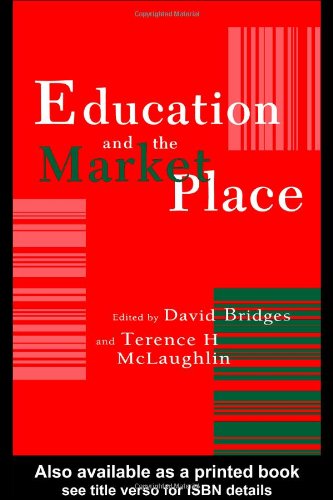 Education
and the
Market
Place
Edited by David Bridges
and Terence H
McLaughlin
Also available as a printed book
see title verso for ISBN details